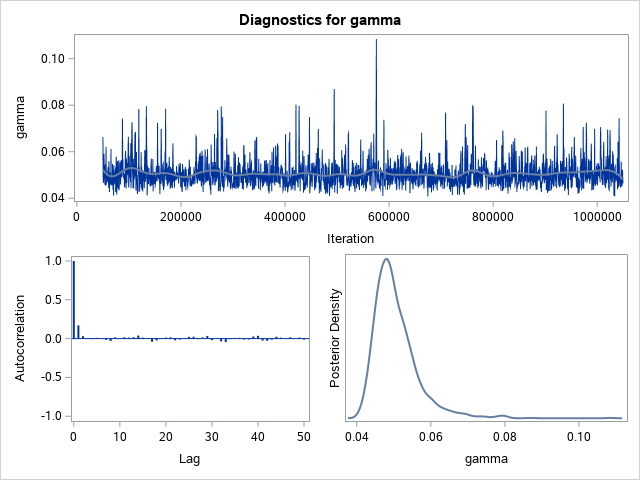 Diagnostics for gamma
gamma
0.10
0.08
0.06
0.04
0 200000 400000 600000 800000 1000000
Iteration
Autocorrelation
1.0
0.5
0.0
-0.5
-1.0
0 10 20 30 40 50
Lag
Posterior Density
0.04 0.06 0.08 0.10
gamma